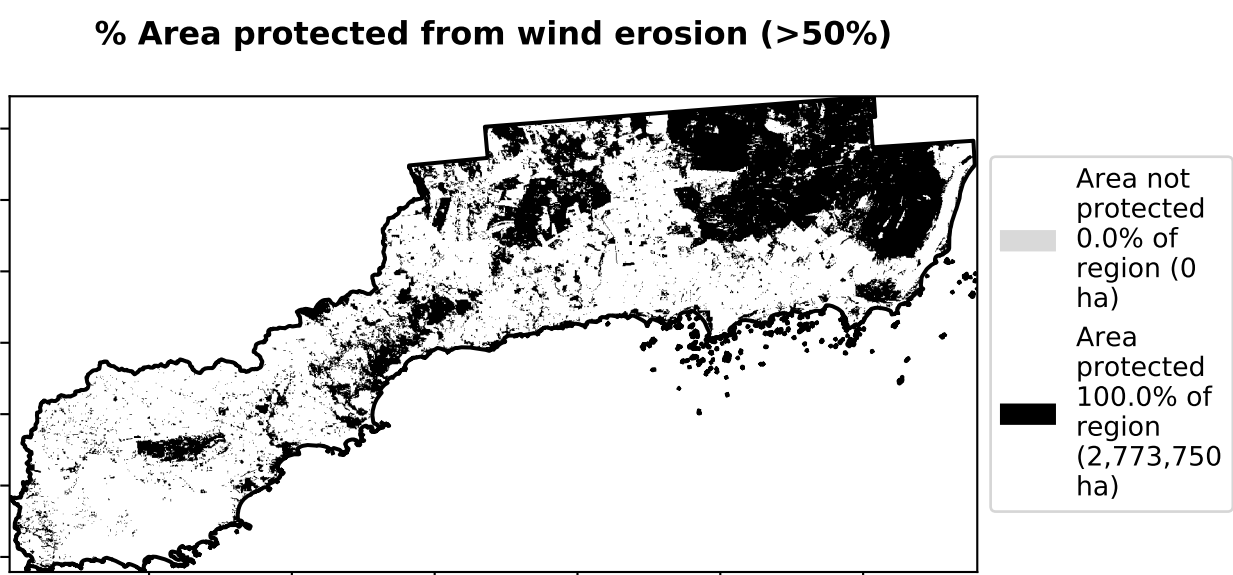 % Area protected from wind erosion (>50%)
Area not
protected
0.0% of
region (0
ha)
Area
protected
100.0% of
region
(2,773,750
ha)